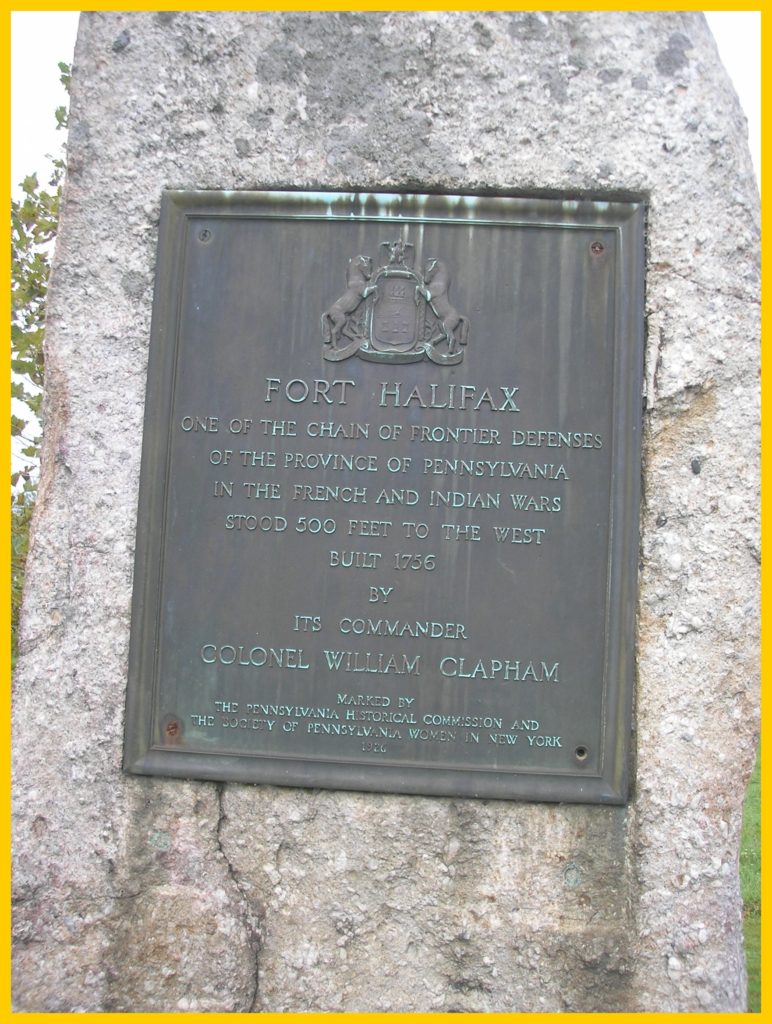 FORT HALIFAX
ONE OF THE CHAIN OF FRONTIER DEFENSES
OF THE PROVINCE OF PENNSYLVANIA
IN THE FRENCH AND INDIAN WARS
STOOD 500 FEET TO THE WEST
BUILT 1756
BY
ITS COMMANDER
COLONEL WILLIAM CLAPHAM
MARKED BY
THE PENNSYLVANIA HISTORICAL COMMISSION AND
THE SOCIETY OF PENNSYLVANIA WOMEN IN NEW YORK
1926